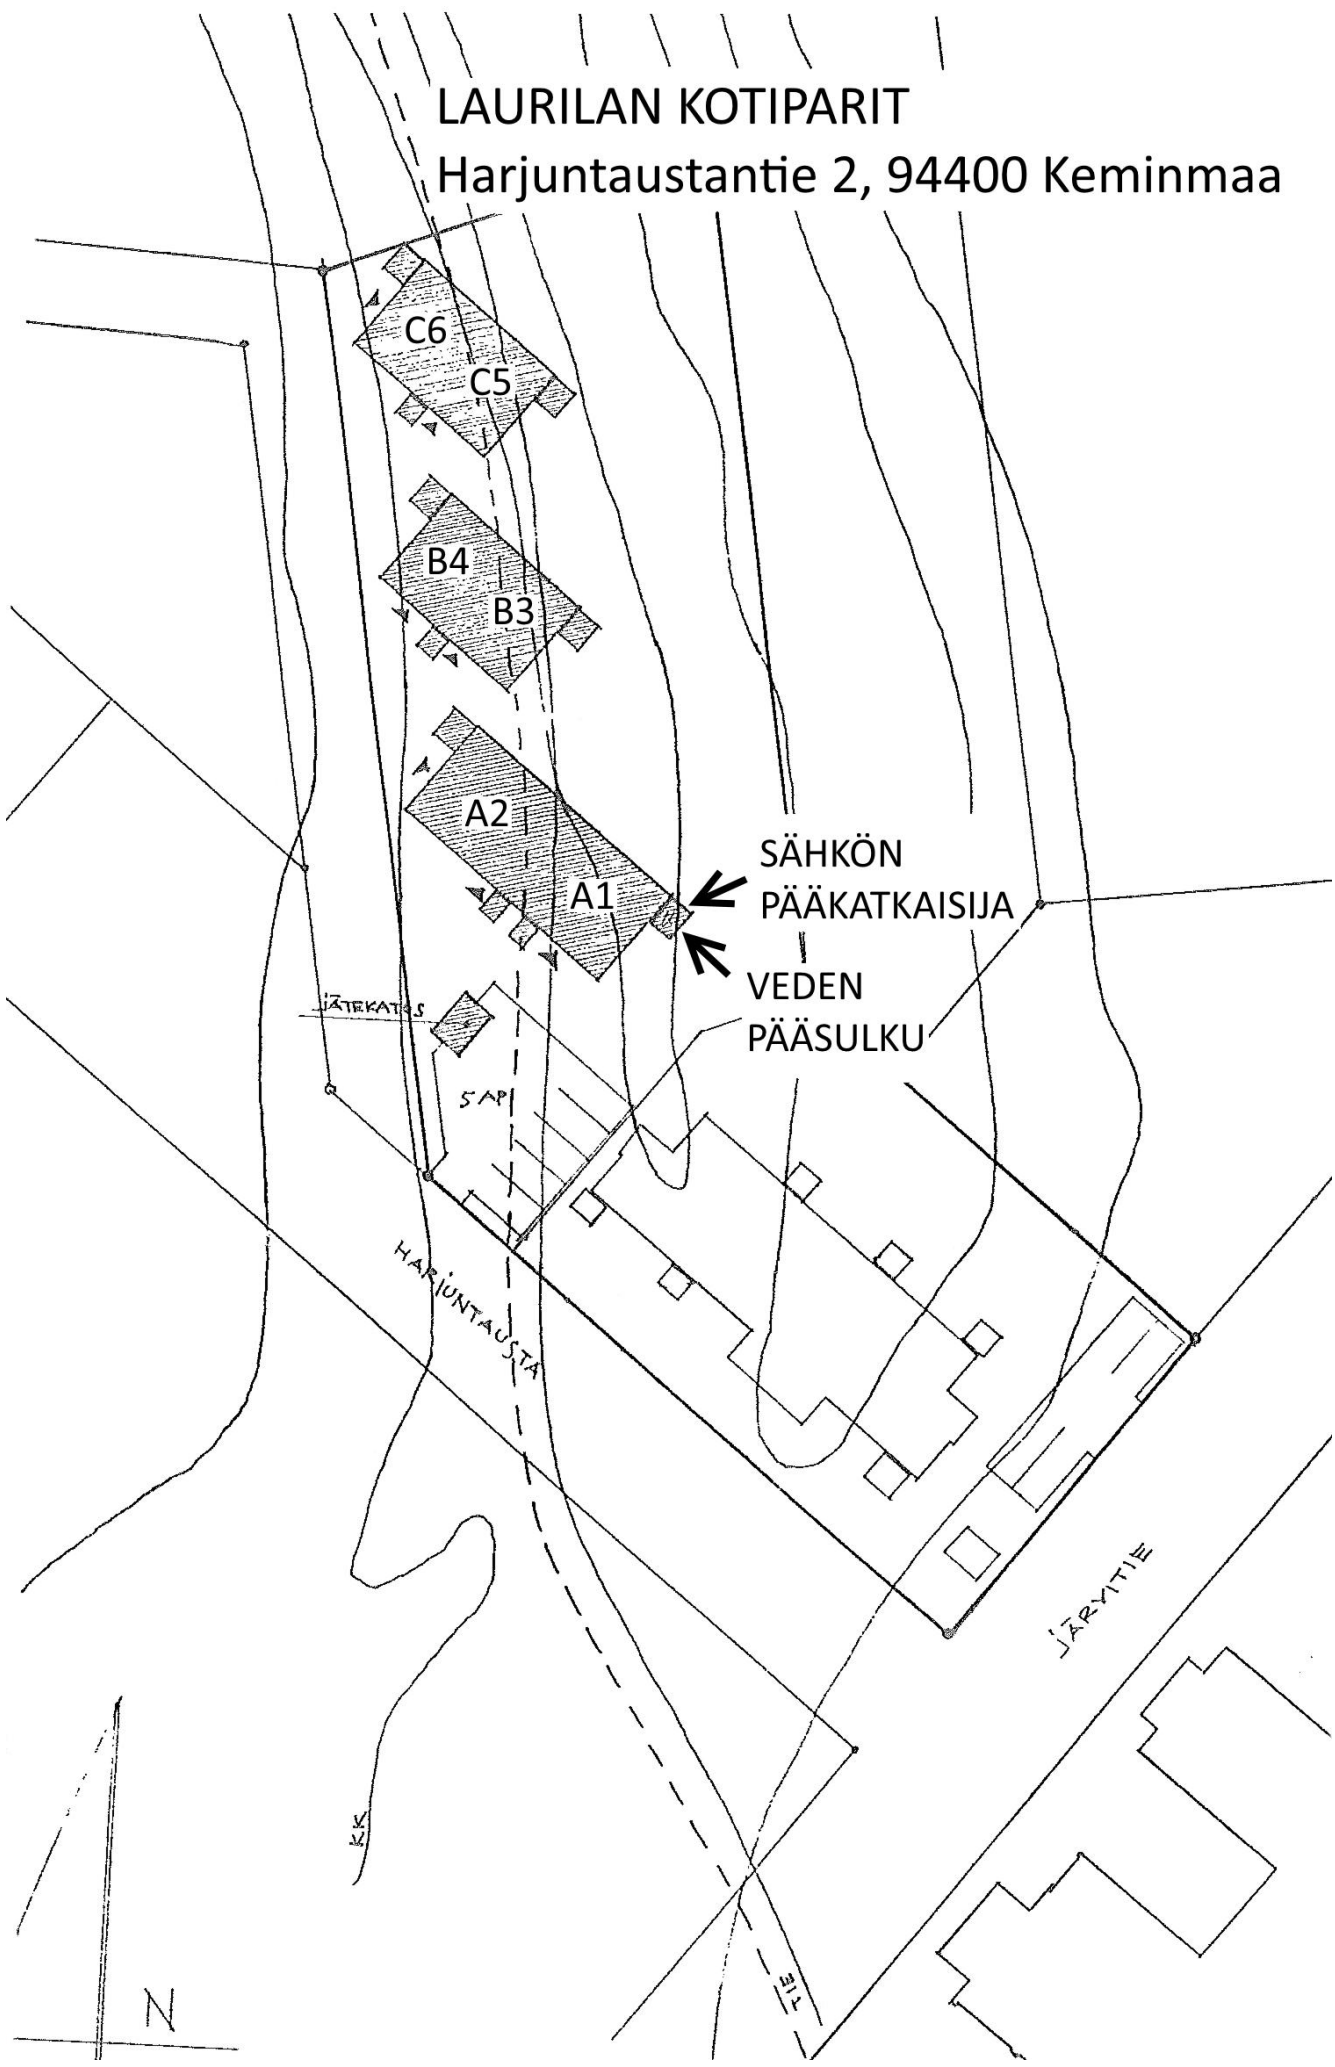 LAURILAN KOTIPARIT
Harjuntaustantie 2, 94400 Keminmaa
C6
C5
B4
B3
A2
A1
SÄHKÖN
PÄÄKATKAISIJA
VEDEN
PÄÄSULKU
JÄTEKATOS
5 AP
HARJUNTAUSTA
JÄRVITIE
KK
TIE
N